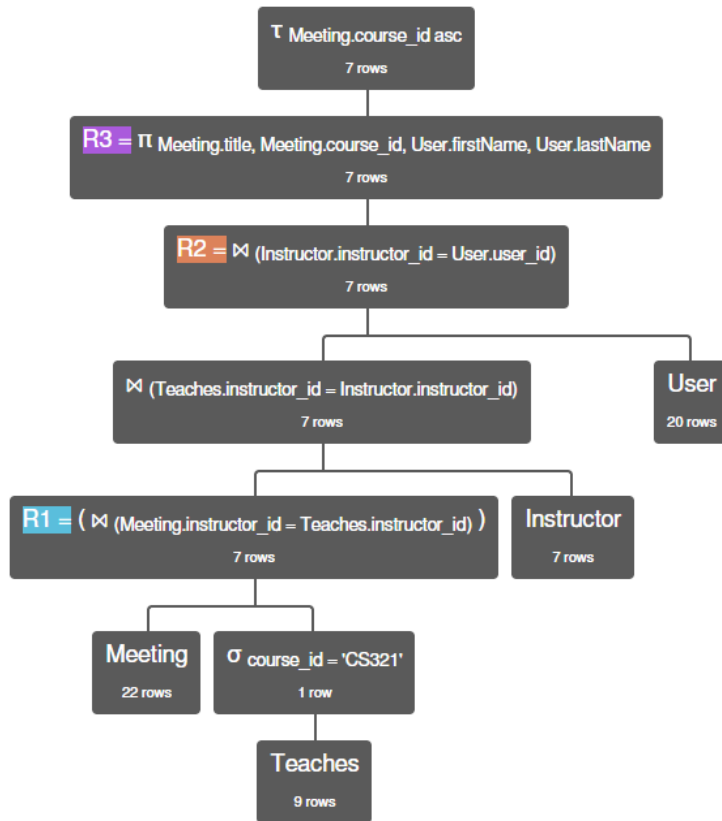 τ Meeting.course_id asc
7 rows
R3 = π Meeting.title, Meeting.course_id, User.firstName, User.lastName
7 rows
R2 = ⋈ (Instructor.instructor_id = User.user_id)
7 rows
⋈ (Teaches.instructor_id = Instructor.instructor_id)
7 rows
User
20 rows
R1 = ( ⋈ (Meeting.instructor_id = Teaches.instructor_id) )
7 rows
Instructor
7 rows
Meeting
22 rows
σ course_id = 'CS321'
1 row
Teaches
9 rows